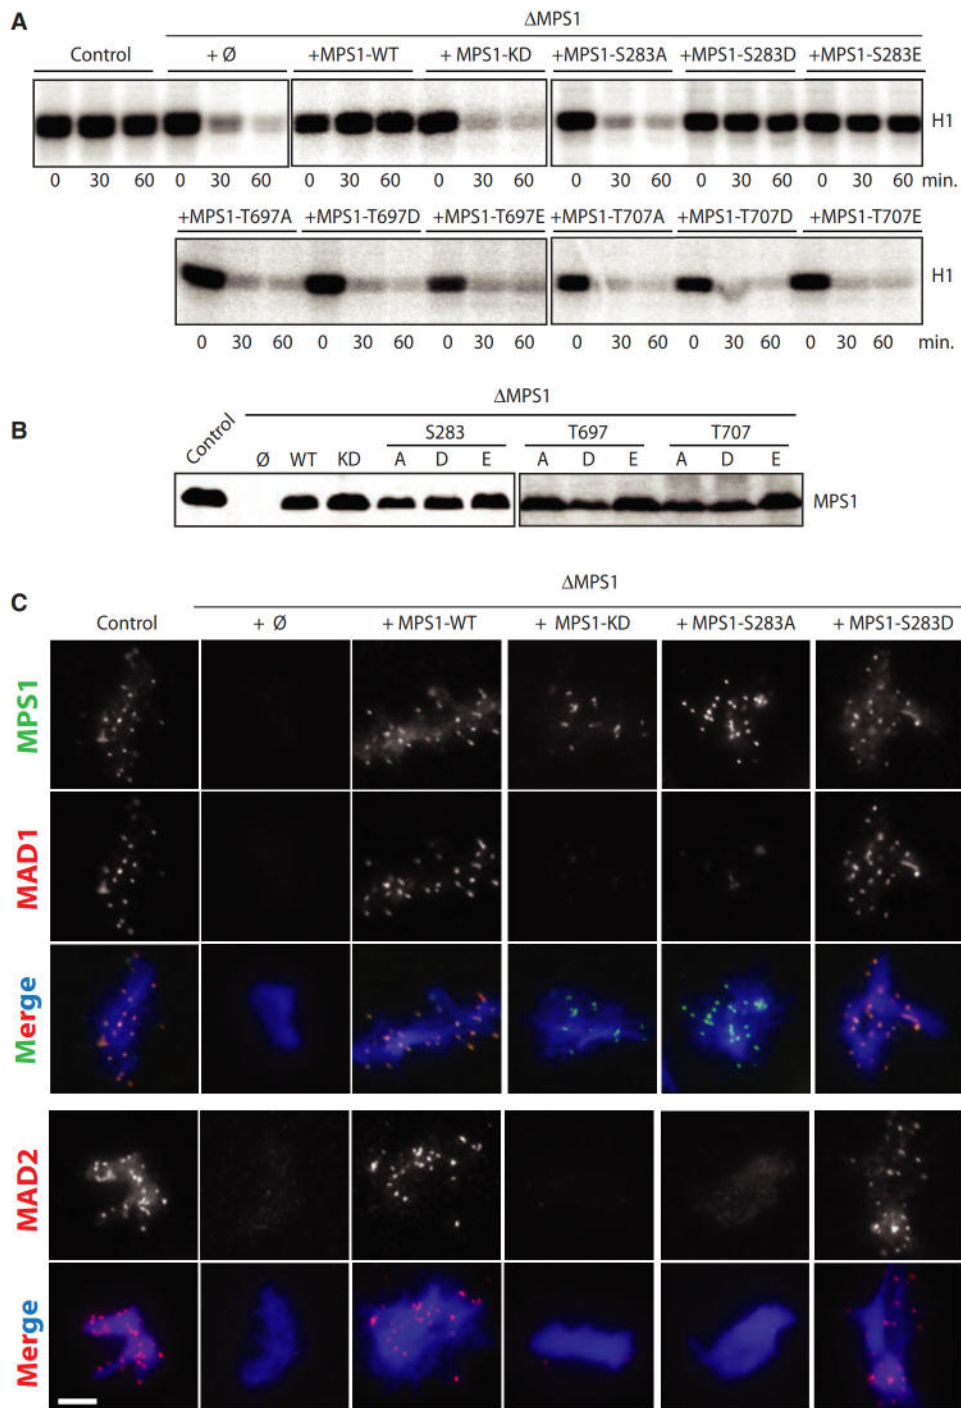 A
ΔMPS1
Control + Ø +MPS1-WT + MPS1-KD +MPS1-S283A +MPS1-S283D +MPS1-S283E
H1
0 30 60 0 30 60 0 30 60 0 30 60 0 30 60 0 30 60 0 30 60 min.
+MPS1-T697A +MPS1-T697D +MPS1-T697E +MPS1-T707A +MPS1-T707D +MPS1-T707E
H1
0 30 60 0 30 60 0 30 60 0 30 60 0 30 60 0 30 60 min.
B
ΔMPS1
Control S283 T697 T707
Ø WT KD A D E A D E A D E
MPS1
C
ΔMPS1
Control + Ø + MPS1-WT + MPS1-KD + MPS1-S283A + MPS1-S283D
MPS1
MAD1
Merge
MAD2
Merge